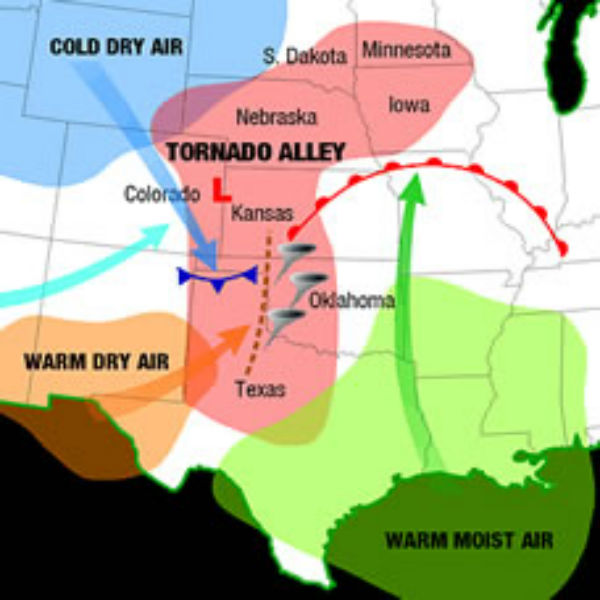 COLD DRY AIR
S. Dakota
Minnesota
Nebraska
Iowa
TORNADO ALLEY
Colorado
L
Kansas
Oklahoma
WARM DRY AIR
Texas
WARM MOIST AIR